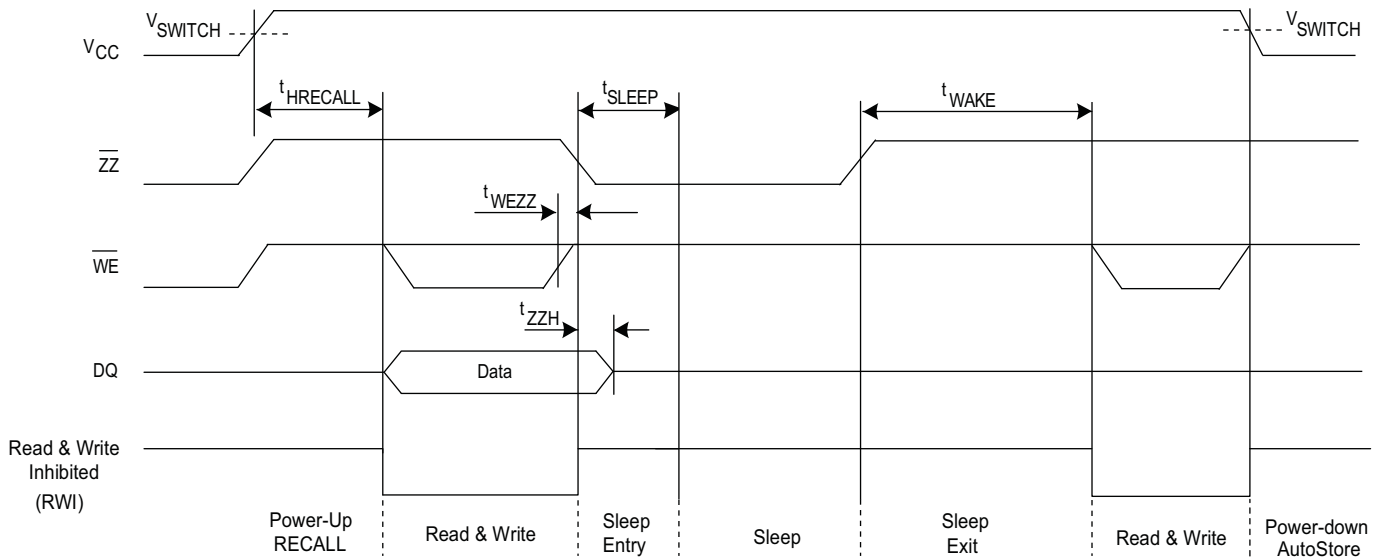 VSWITCH
VCC
VSWITCH
tHRECALL
tSLEEP
tWAKE
ZZ
tWEZZ
WE
tZZH
DQ
Data
Read & Write
Inhibited
(RWI)
Power-Up
RECALL
Read & Write
Sleep
Entry
Sleep
Sleep
Exit
Read & Write
Power-down
AutoStore